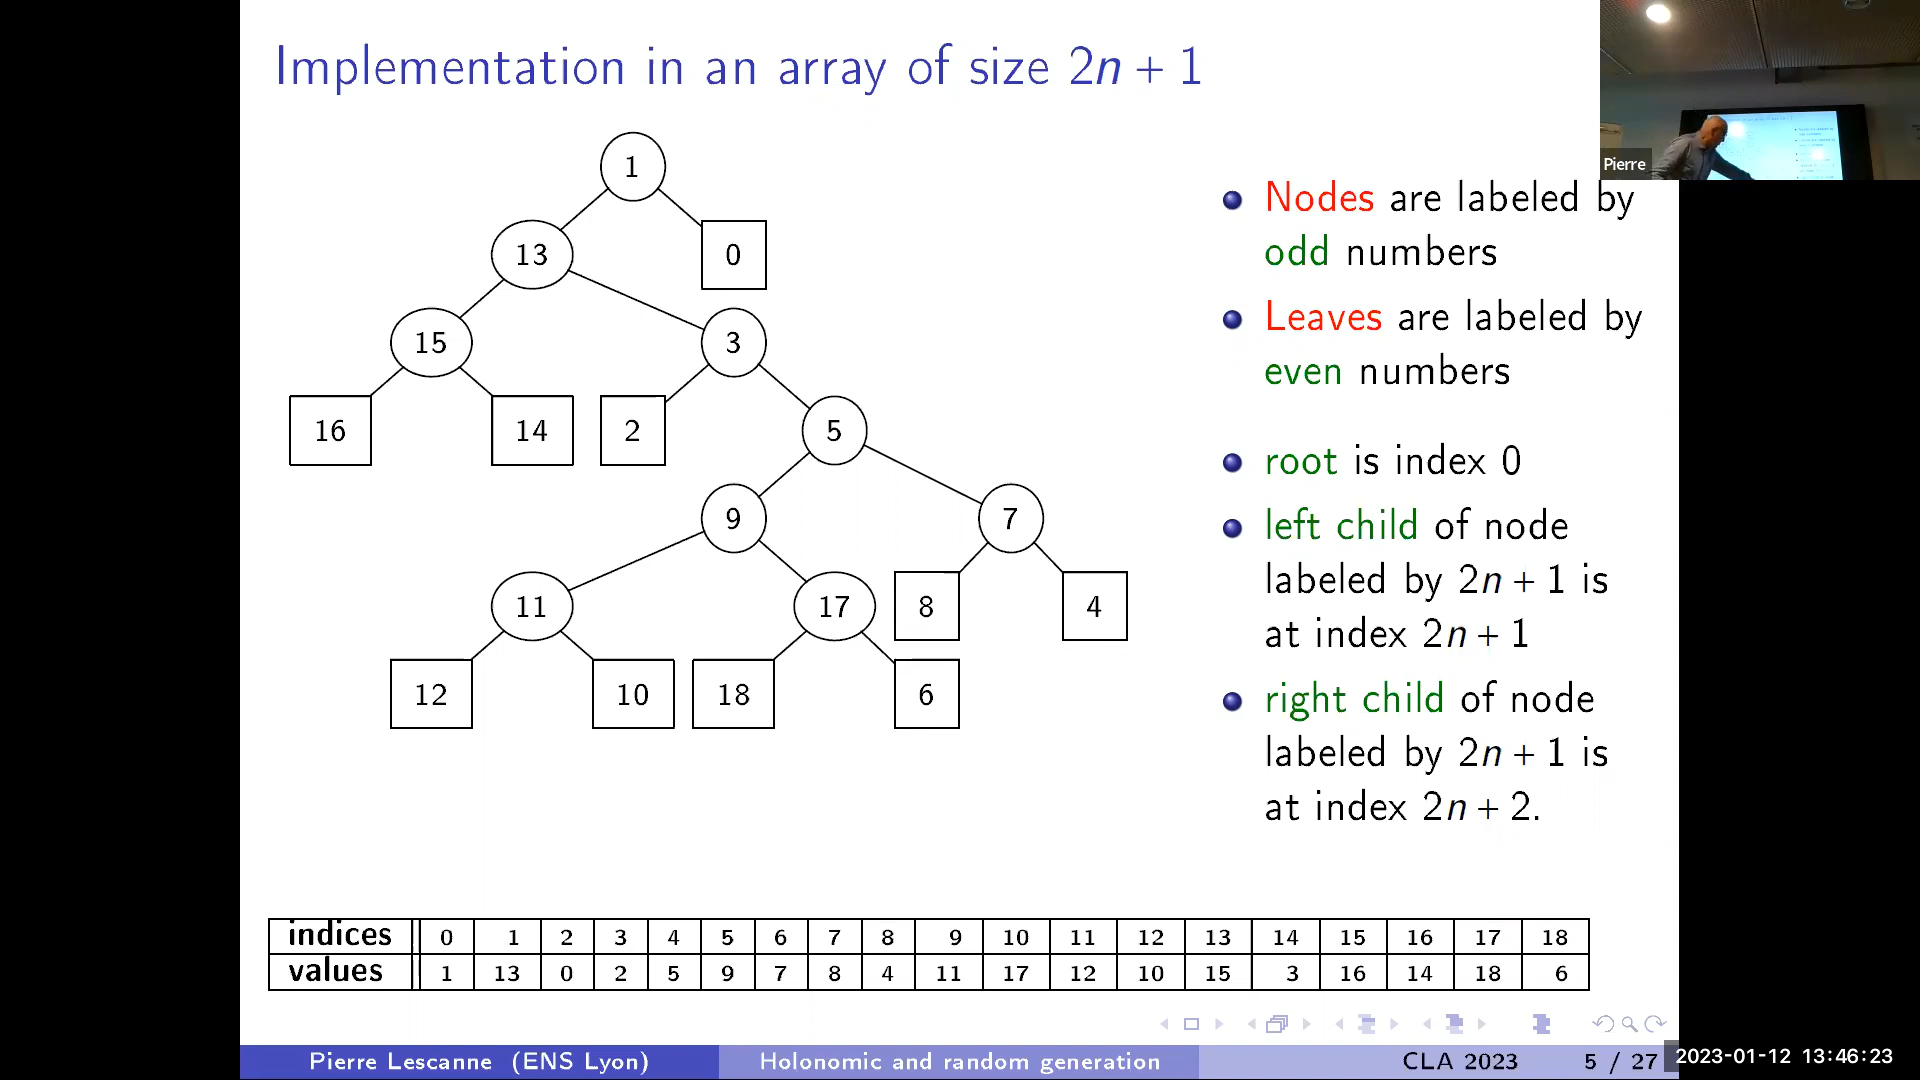 Implementation in an array of size 2n + 1
Pierre
1
13
0
15
3
16
14
2
5
9
7
11
17
8
4
12
10
18
6
Nodes are labeled by
odd numbers
Leaves are labeled by
even numbers
root is index 0
left child of node
labeled by 2n + 1 is
at index 2n + 1
right child of node
labeled by 2n + 1 is
at index 2n + 2.
indices 0 1 2 3 4 5 6 7 8 9 10 11 12 13 14 15 16 17 18
values 1 13 0 2 5 9 7 8 4 11 17 12 10 15 3 16 14 18 6
Pierre Lescanne (ENS Lyon) Holonomic and random generation CLA 2023 5 / 27
2023-01-12 13:46:23